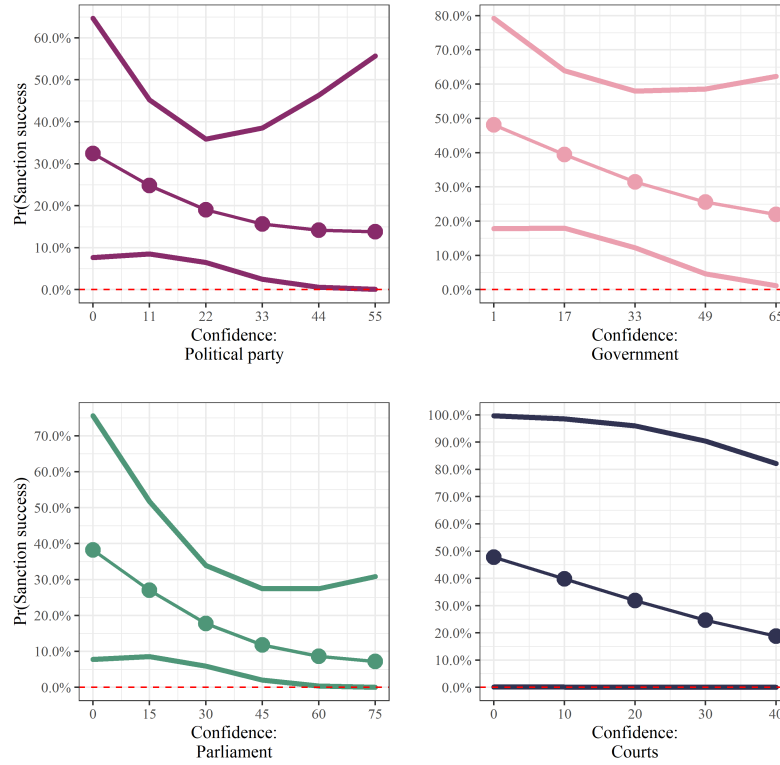 60.0%
50.0%
40.0%
30.0%
20.0%
10.0%
0.0%
Pr(Sanction success
0 11 22 33 44 55
Confidence:
Political party
80.0%
70.0%
60.0%
50.0%
40.0%
30.0%
20.0%
10.0%
0.0%
1 17 33 49 65
Confidence:
Government
70.0%
60.0%
50.0%
40.0%
30.0%
20.0%
10.0%
0.0%
Pr(Sanction success)
0 15 30 45 60 75
Confidence:
Parliament
100.0%
90.0%
80.0%
70.0%
60.0%
50.0%
40.0%
30.0%
20.0%
10.0%
0.0%
0 10 20 30 40
Confidence:
Courts